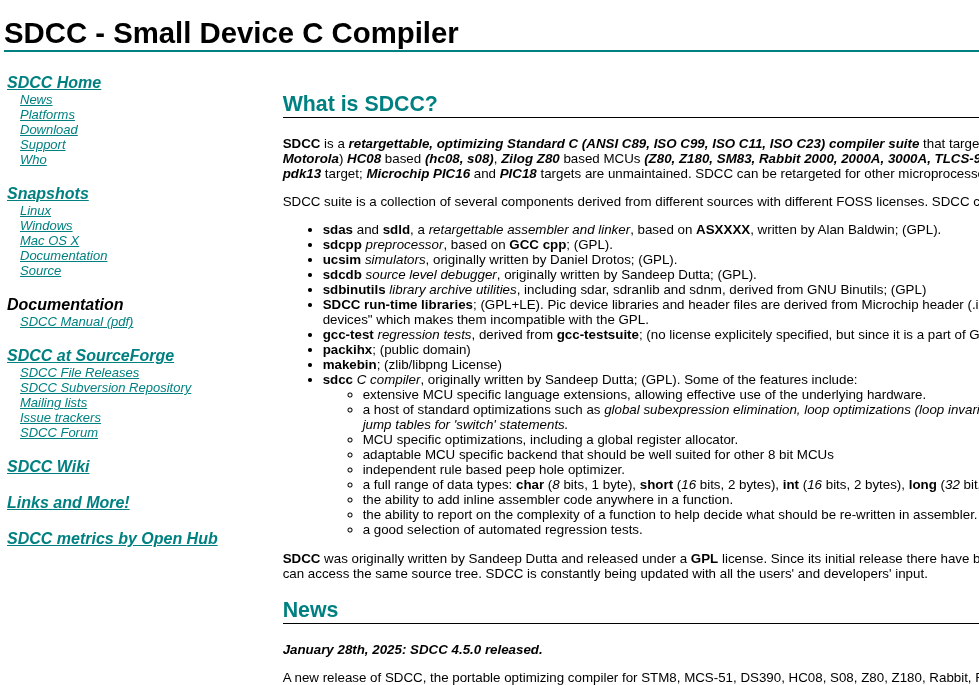 SDCC - Small Device C Compiler
SDCC Home
News
Platforms
Download
Support
Who
Snapshots
Linux
Windows
Mac OS X
Documentation
Source
Documentation
SDCC Manual (pdf)
SDCC at SourceForge
SDCC File Releases
SDCC Subversion Repository
Mailing lists
Issue trackers
SDCC Forum
SDCC Wiki
Links and More!
SDCC metrics by Open Hub
What is SDCC?
SDCC is a retargettable, optimizing Standard C (ANSI C89, ISO C99, ISO C11, ISO C23) compiler suite that targe
Motorola) HC08 based (hc08, s08), Zilog Z80 based MCUs (Z80, Z180, SM83, Rabbit 2000, 2000A, 3000A, TLCS-9
pdk13 target; Microchip PIC16 and PIC18 targets are unmaintained. SDCC can be retargeted for other microprocess
SDCC suite is a collection of several components derived from different sources with different FOSS licenses. SDCC c
• sdas and sdld, a retargettable assembler and linker, based on ASXXXX, written by Alan Baldwin; (GPL).
• sdcpp preprocessor, based on GCC cpp; (GPL).
• ucsim simulators, originally written by Daniel Drotos; (GPL).
• sdcdb source level debugger, originally written by Sandeep Dutta; (GPL).
• sdbinutils library archive utilities, including sdar, sdranlib and sdnm, derived from GNU Binutils; (GPL)
• SDCC run-time libraries; (GPL+LE). Pic device libraries and header files are derived from Microchip header (.i
devices" which makes them incompatible with the GPL.
• gcc-test regression tests, derived from gcc-testsuite; (no license explicitely specified, but since it is a part of G
• packihx; (public domain)
• makebin; (zlib/libpng License)
• sdcc C compiler, originally written by Sandeep Dutta; (GPL). Some of the features include:
◦ extensive MCU specific language extensions, allowing effective use of the underlying hardware.
◦ a host of standard optimizations such as global subexpression elimination, loop optimizations (loop invari
jump tables for 'switch' statements.
◦ MCU specific optimizations, including a global register allocator.
◦ adaptable MCU specific backend that should be well suited for other 8 bit MCUs
◦ independent rule based peep hole optimizer.
◦ a full range of data types: char (8 bits, 1 byte), short (16 bits, 2 bytes), int (16 bits, 2 bytes), long (32 bit
◦ the ability to add inline assembler code anywhere in a function.
◦ the ability to report on the complexity of a function to help decide what should be re-written in assembler.
◦ a good selection of automated regression tests.
SDCC was originally written by Sandeep Dutta and released under a GPL license. Since its initial release there have b
can access the same source tree. SDCC is constantly being updated with all the users' and developers' input.
News
January 28th, 2025: SDCC 4.5.0 released.
A new release of SDCC, the portable optimizing compiler for STM8, MCS-51, DS390, HC08, S08, Z80, Z180, Rabbit,